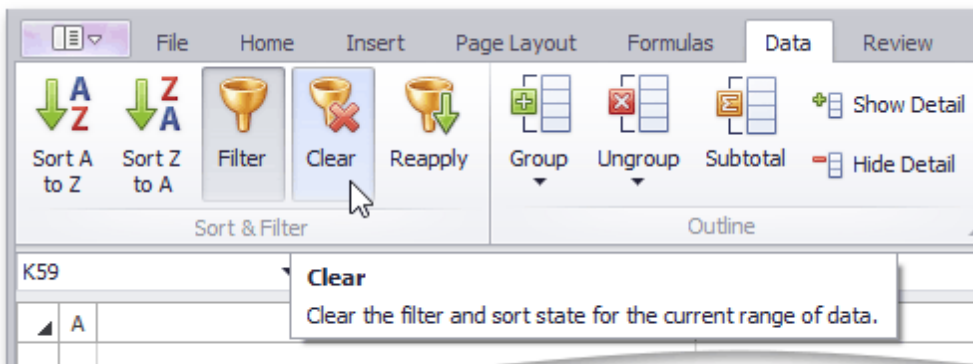 File Home Insert Page Layout Formulas Data Review
A Z
Z A
Sort A to Z
Sort Z to A
Filter
Clear
Reapply
Group
Ungroup
Subtotal
Show Detail
Hide Detail
Sort & Filter
Outline
K59
Clear
Clear the filter and sort state for the current range of data.
A